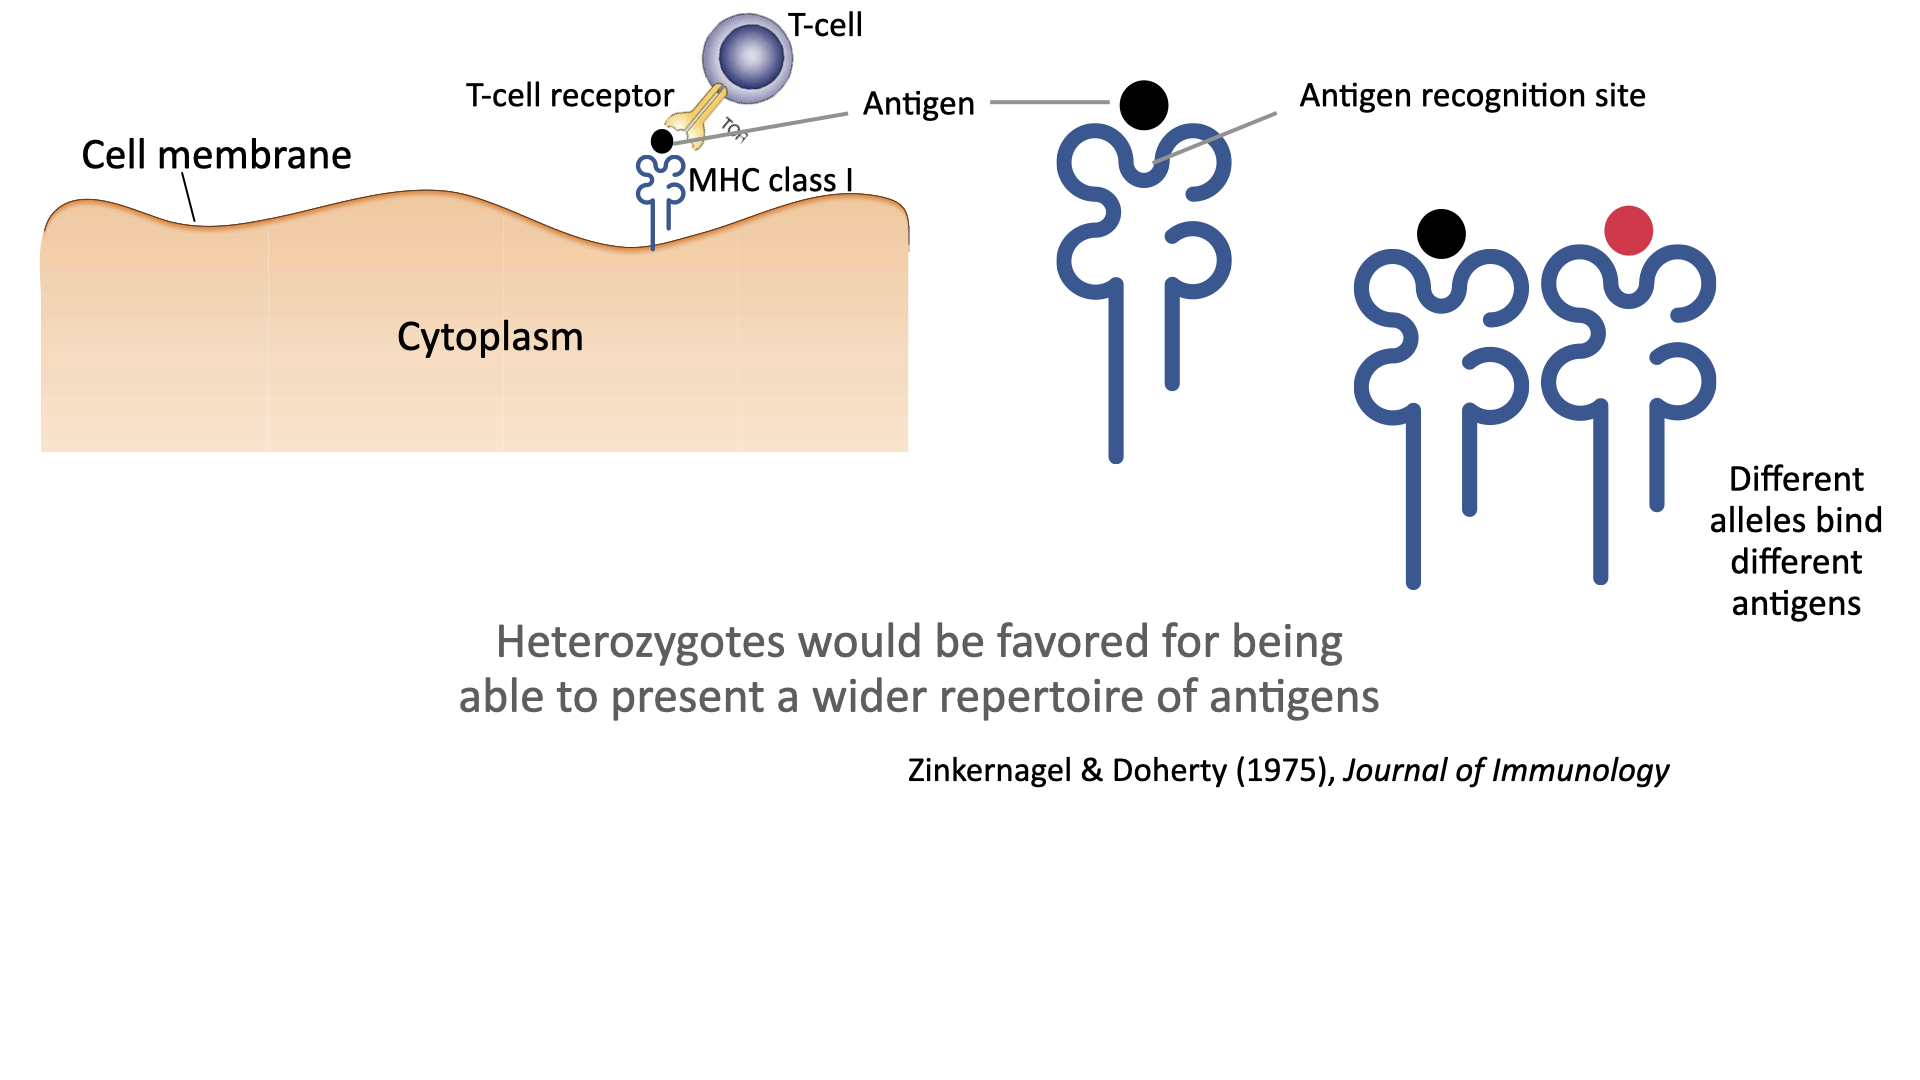 T-cell
T-cell receptor
Antigen
Antigen recognition site
TCR
Cell membrane
MHC class I
Cytoplasm
Different
alleles bind
different
antigens
Heterozygotes would be favored for being
able to present a wider repertoire of antigens
Zinkernagel & Doherty (1975), Journal of Immunology